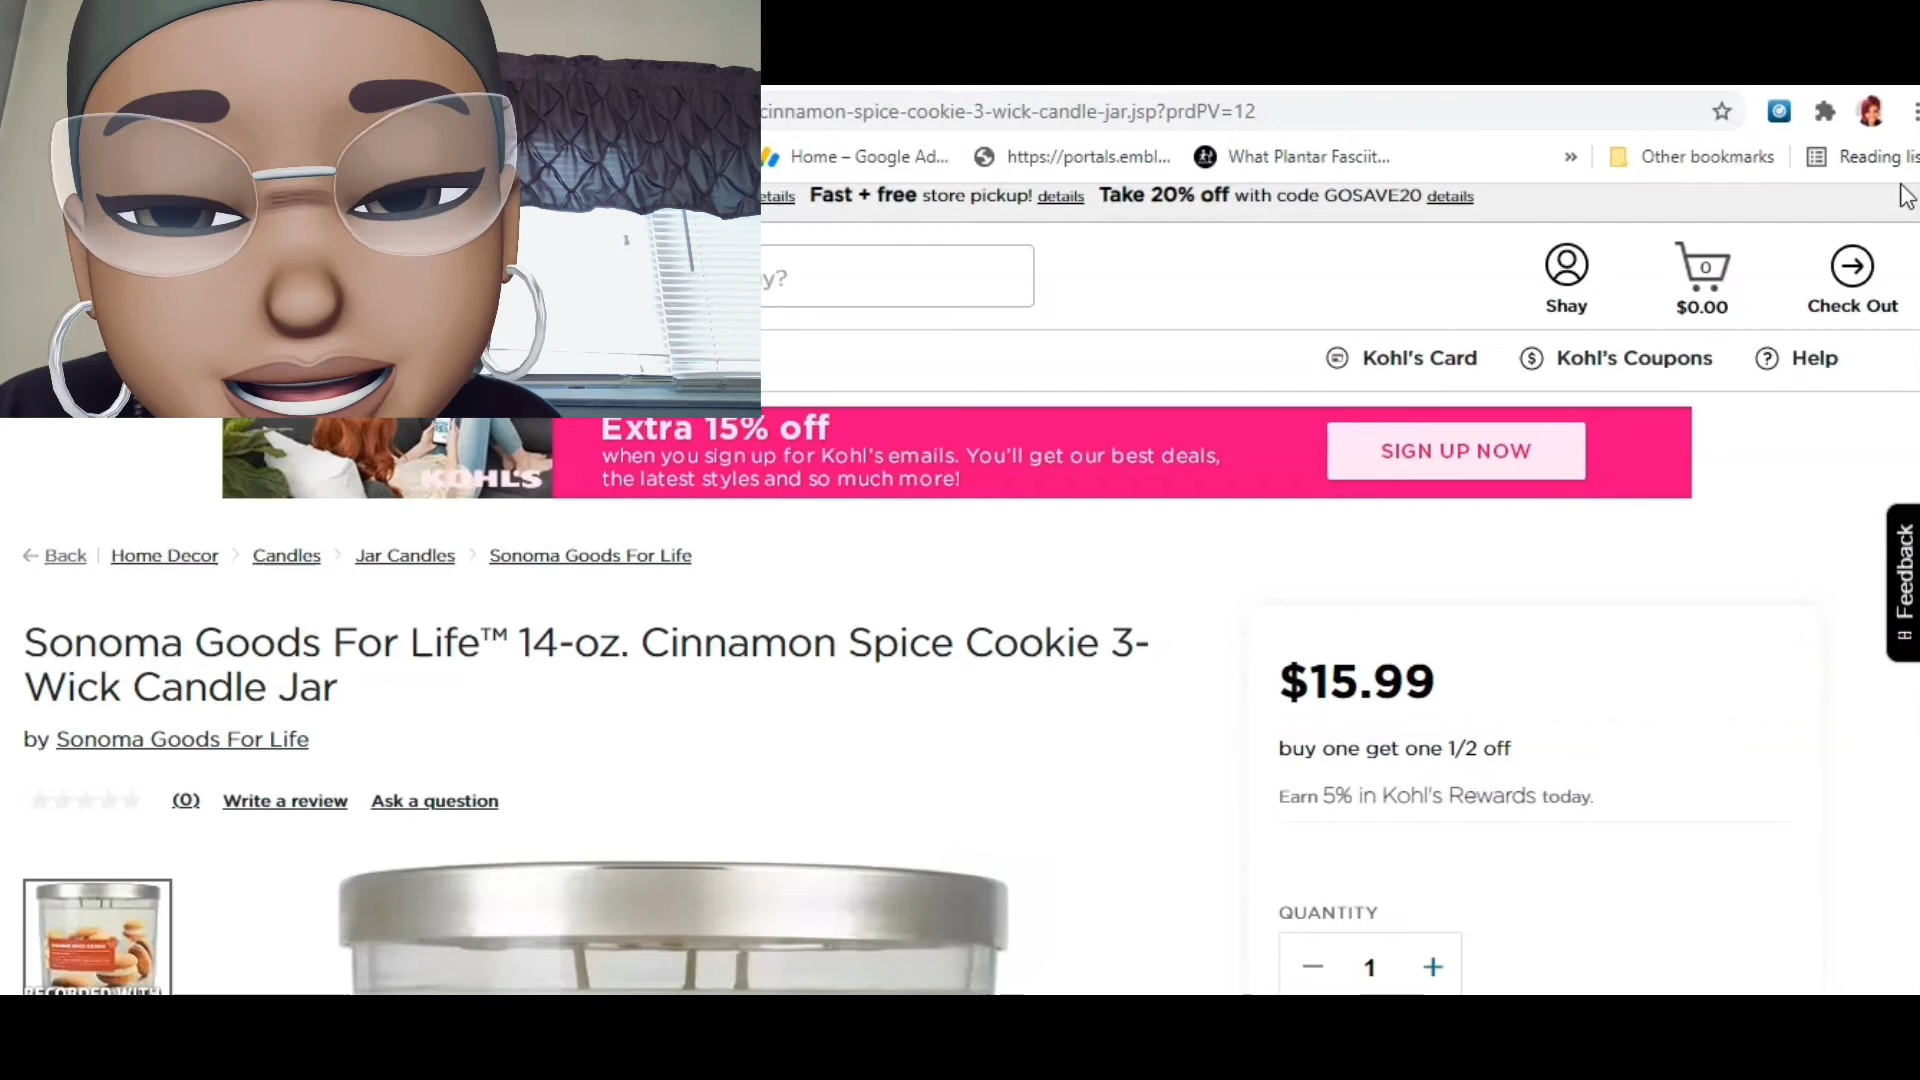 cinnamon-spice-cookie-3-wick-candle-jar.jsp?prdPV=12
Home – Google Ad... https://portals.embl... What Plantar Fasciit... » Other bookmarks Reading lis
etails Fast + free store pickup! details Take 20% off with code GOSAVE20 details
y?
0
Shay $0.00 Check Out
Kohl's Card Kohl's Coupons Help
Extra 15% off
when you sign up for Kohl's emails. You'll get our best deals,
the latest styles and so much more!
KOHL'S
SIGN UP NOW
Feedback
Back Home Decor Candles Jar Candles Sonoma Goods For Life
Sonoma Goods For Life™ 14-oz. Cinnamon Spice Cookie 3-
Wick Candle Jar
by Sonoma Goods For Life
(0) Write a review Ask a question
$15.99
buy one get one 1/2 off
Earn 5% in Kohl's Rewards today.
QUANTITY
— 1 +
RECORDED WITH